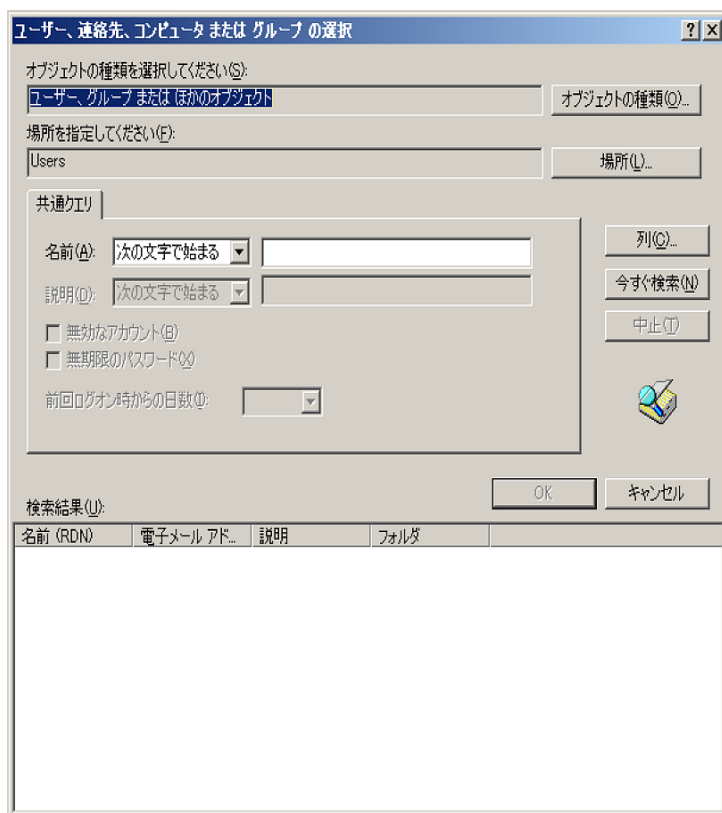 ユーザー、連絡先、コンピュータ または グループ の選択
オブジェクトの種類を選択してください(S):
ユーザー、グループ または ほかのオブジェクト
オブジェクトの種類(O)...
場所を指定してください(F):
Users
場所(L)...
共通クエリ
名前(A): 次の文字で始まる
列(C)...
説明(D): 次の文字で始まる
今すぐ検索(N)
無効なアカウント(B)
中止(T)
無期限のパスワード(X)
前回ログオン時からの日数(I):
OK キャンセル
検索結果(U):
名前 (RDN) 電子メール アド... 説明 フォルダ